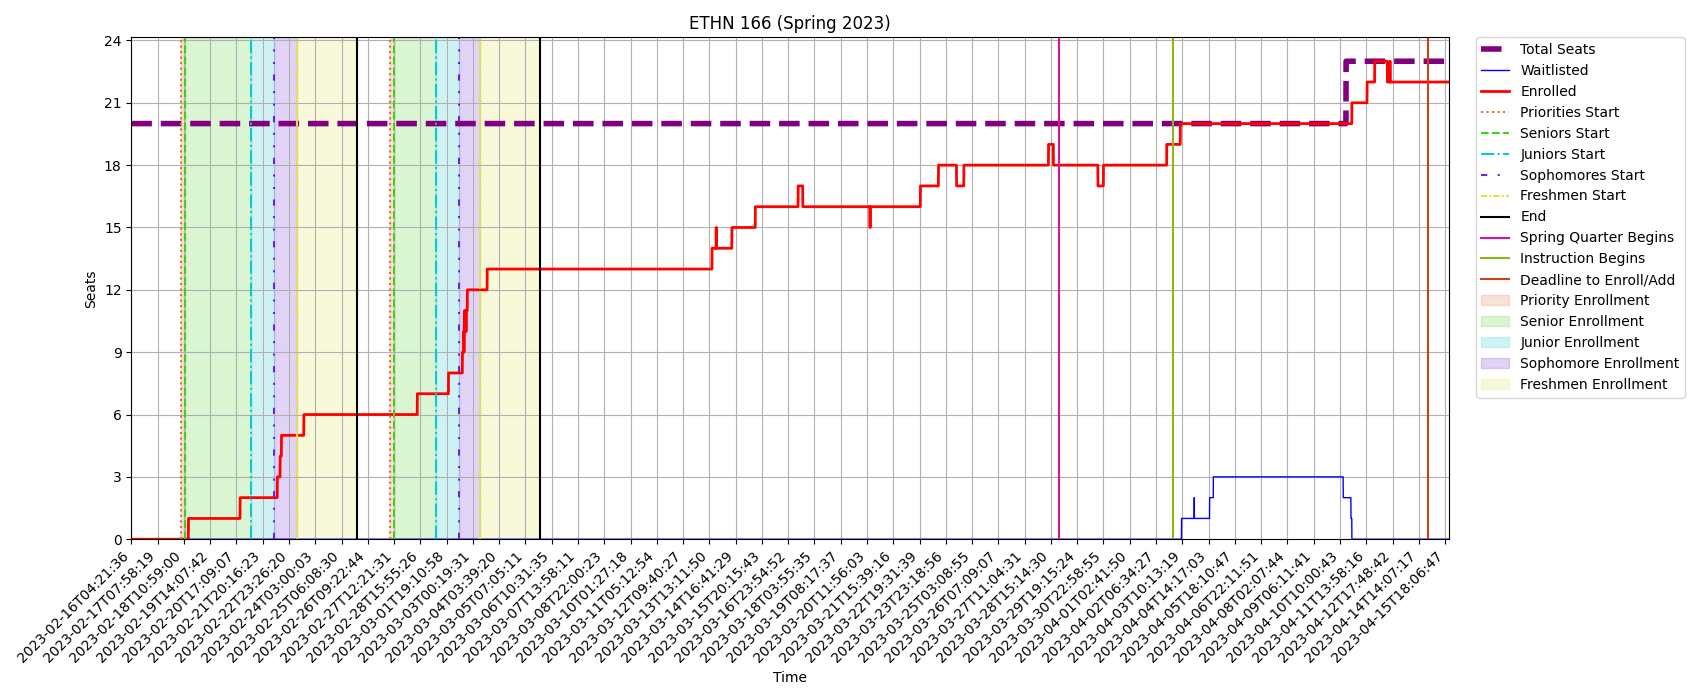 ETHN 166 (Spring 2023)
Seats
24
21
18
15
12
9
6
3
0
2023-02-16T04:21:36
2023-02-17T07:58:19
2023-02-18T10:59:00
2023-02-19T14:07:42
2023-02-20T17:09:07
2023-02-21T20:16:23
2023-02-22T23:26:20
2023-02-24T03:00:03
2023-02-25T06:08:30
2023-02-26T09:22:44
2023-02-27T12:21:31
2023-02-28T15:55:26
2023-03-01T19:10:58
2023-03-03T00:19:31
2023-03-04T03:39:20
2023-03-05T07:05:11
2023-03-06T10:31:35
2023-03-07T13:58:11
2023-03-08T22:00:23
2023-03-10T01:27:18
2023-03-11T05:12:54
2023-03-12T09:40:27
2023-03-13T13:11:50
2023-03-14T16:41:29
2023-03-15T20:15:43
2023-03-16T23:54:52
2023-03-18T03:55:35
2023-03-19T08:17:37
2023-03-20T11:56:03
2023-03-21T15:39:16
2023-03-22T19:31:39
2023-03-23T23:18:56
2023-03-25T03:08:55
2023-03-26T07:09:07
2023-03-27T11:04:31
2023-03-28T15:14:30
2023-03-29T19:15:24
2023-03-30T22:58:55
2023-04-01T02:41:50
2023-04-02T06:34:27
2023-04-03T10:13:19
2023-04-04T14:17:03
2023-04-05T18:10:47
2023-04-06T22:11:51
2023-04-08T02:07:44
2023-04-09T06:11:41
2023-04-10T10:00:43
2023-04-11T13:58:16
2023-04-12T17:48:42
2023-04-14T14:07:17
2023-04-15T18:06:47
Time
Total Seats
Waitlisted
Enrolled
Priorities Start
Seniors Start
Juniors Start
Sophomores Start
Freshmen Start
End
Spring Quarter Begins
Instruction Begins
Deadline to Enroll/Add
Priority Enrollment
Senior Enrollment
Junior Enrollment
Sophomore Enrollment
Freshmen Enrollment